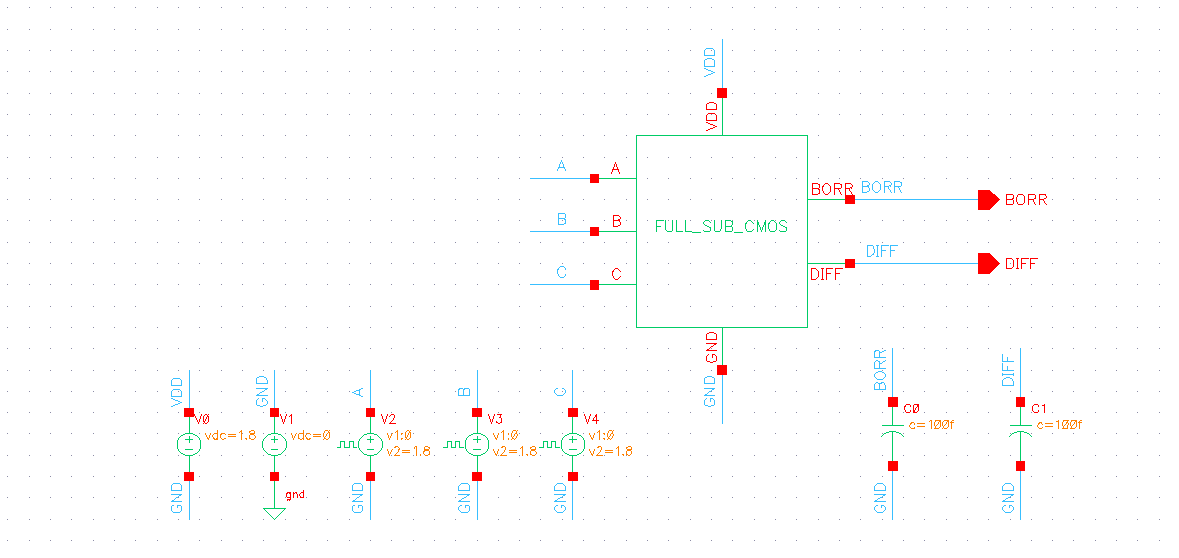 VDD
VDD
A A
B B
C C
FULL_SUB_CMOS
BORR BORR BORR
DIFF DIFF DIFF
GND
GND
VDD V0 vdc=1.8 GND
GND V1 vdc=0 gnd
A V2 v1:0 v2=1.8 GND
B V3 v1:0 v2=1.8 GND
C V4 v1:0 v2=1.8 GND
BORR C0 c=100f GND
DIFF C1 c=100f GND